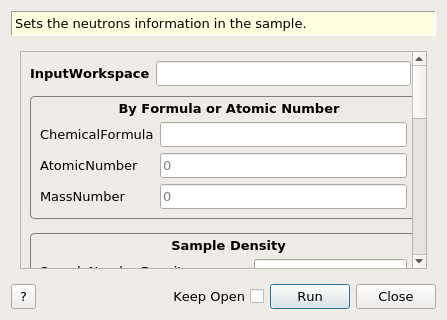 Sets the neutrons information in the sample.
InputWorkspace
By Formula or Atomic Number
ChemicalFormula
AtomicNumber 0
MassNumber 0
Sample Density
? Keep Open Run Close